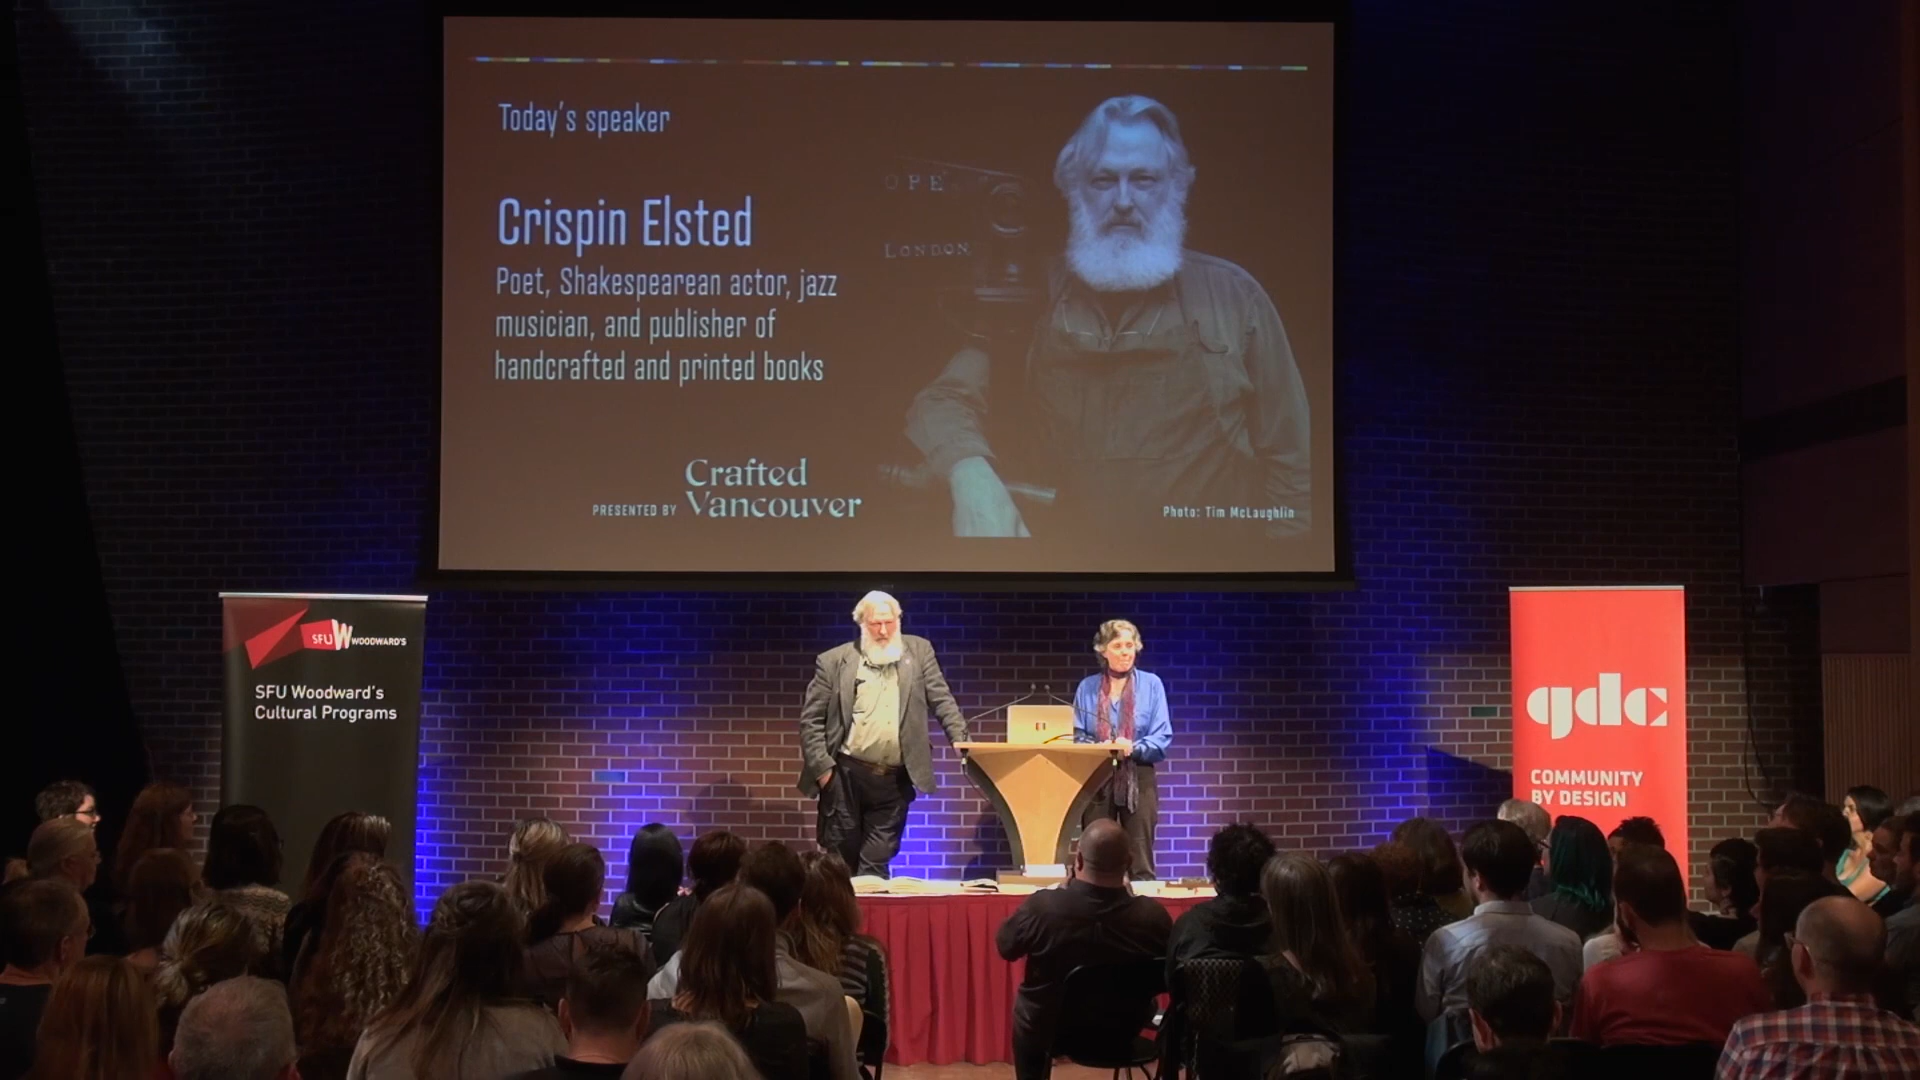 Today's speaker
OPE
LONDON
Crispin Elsted
Poet, Shakespearean actor, jazz
musician, and publisher of
handcrafted and printed books
PRESENTED BY
Crafted
Vancouver
Photo: Tim McLaughlin
SFU W WOODWARD'S
SFU Woodward's
Cultural Programs
gdc
COMMUNITY
BY DESIGN